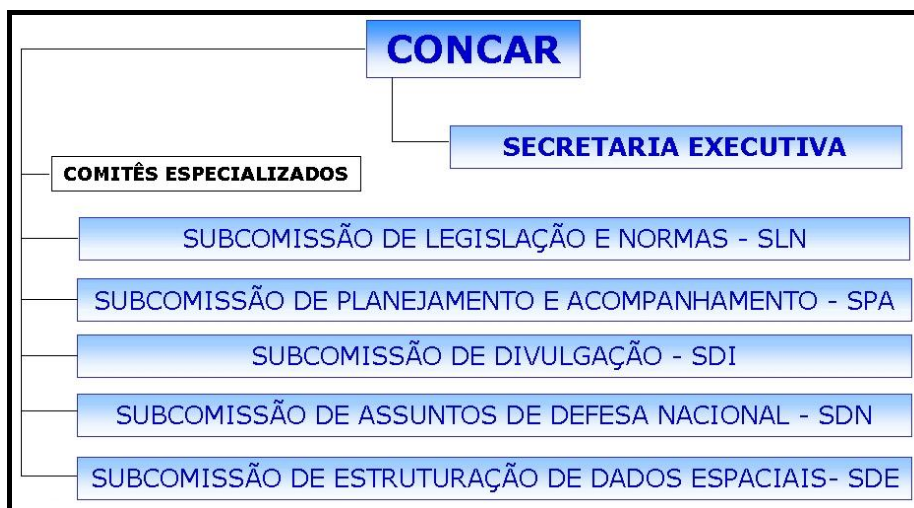 CONCAR
SECRETARIA EXECUTIVA
COMITÊS ESPECIALIZADOS
SUBCOMISSÃO DE LEGISLAÇÃO E NORMAS - SLN
SUBCOMISSÃO DE PLANEJAMENTO E ACOMPANHAMENTO - SPA
SUBCOMISSÃO DE DIVULGAÇÃO - SDI
SUBCOMISSÃO DE ASSUNTOS DE DEFESA NACIONAL - SDN
SUBCOMISSÃO DE ESTRUTURAÇÃO DE DADOS ESPACIAIS- SDE